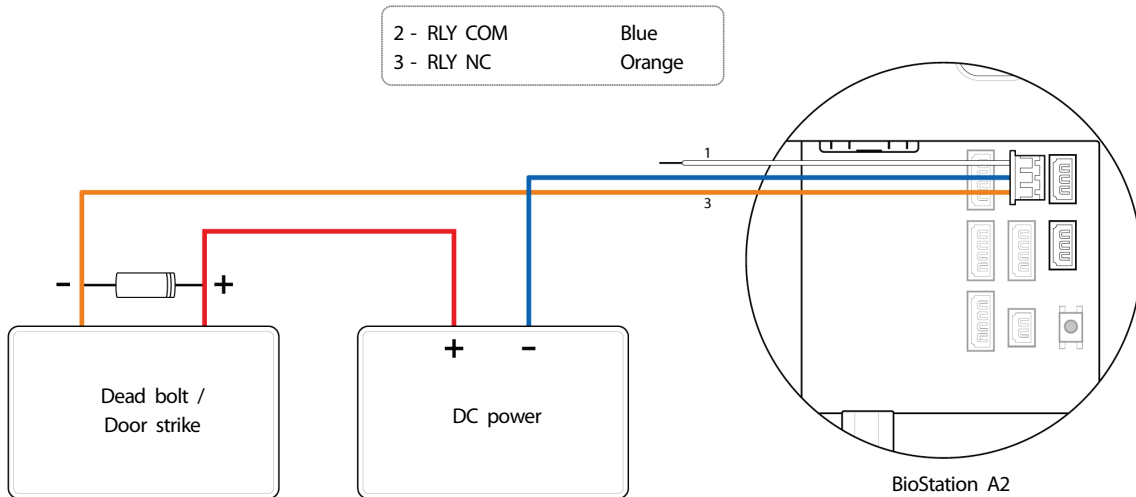 2 - RLY COM Blue
3 - RLY NC Orange
1
3
- +
+ -
Dead bolt /
Door strike
DC power
BioStation A2